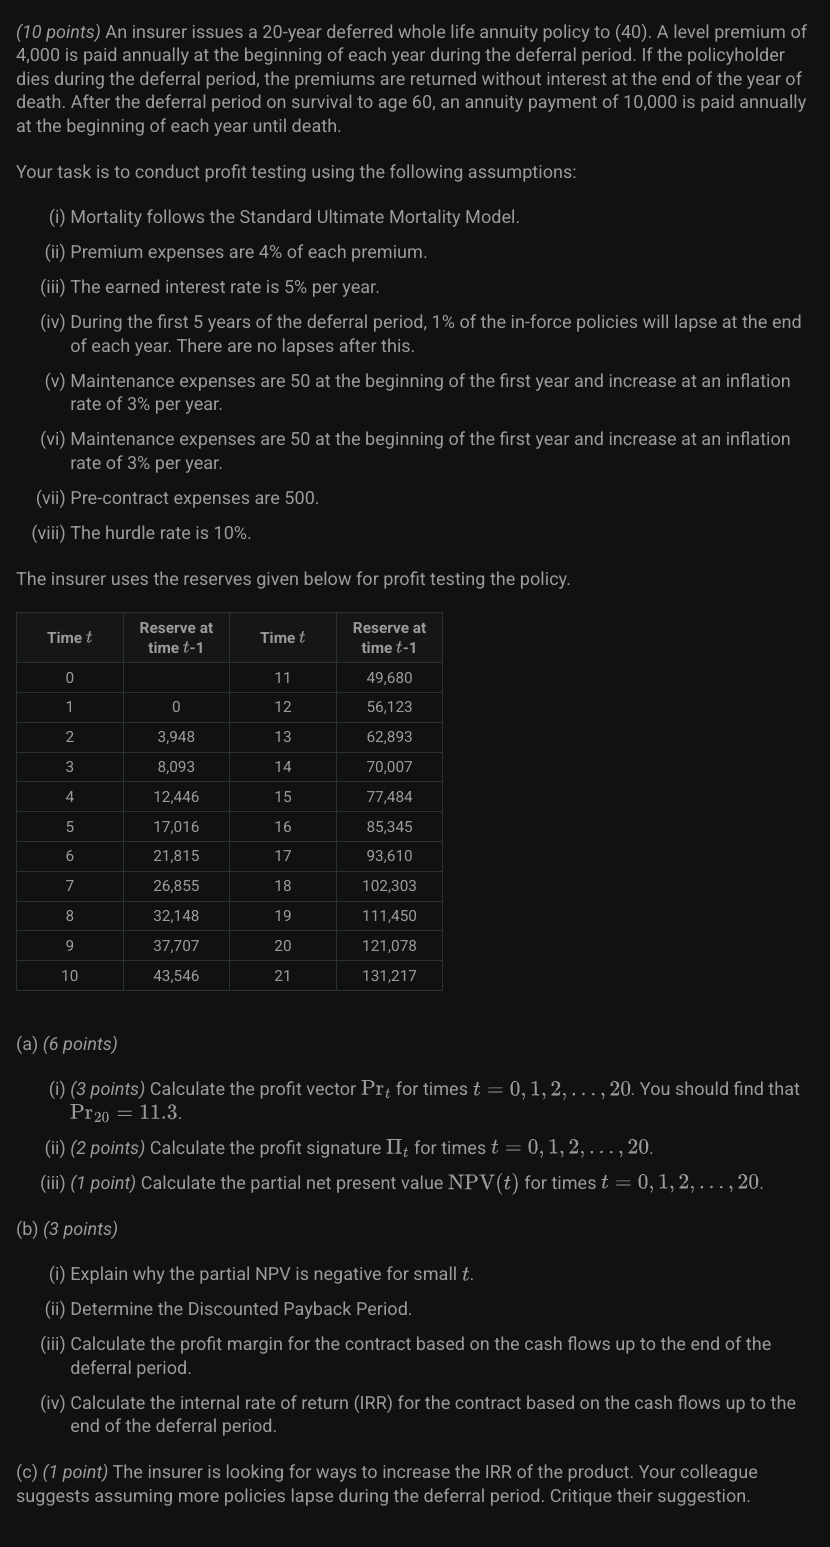 (10 points) An insurer issues a 20-year deferred whole life annuity policy to (40). A level premium of
4,000 is paid annually at the beginning of each year during the deferral period. If the policyholder
dies during the deferral period, the premiums are returned without interest at the end of the year of
death. After the deferral period on survival to age 60, an annuity payment of 10,000 is paid annually
at the beginning of each year until death.
Your task is to conduct profit testing using the following assumptions:
(i) Mortality follows the Standard Ultimate Mortality Model.
(ii) Premium expenses are 4% of each premium.
(iii) The earned interest rate is 5% per year.
(iv) During the first 5 years of the deferral period, 1% of the in-force policies will lapse at the end
of each year. There are no lapses after this.
(v) Maintenance expenses are 50 at the beginning of the first year and increase at an inflation
rate of 3% per year.
(vi) Maintenance expenses are 50 at the beginning of the first year and increase at an inflation
rate of 3% per year.
(vii) Pre-contract expenses are 500.
(viii) The hurdle rate is 10%.
The insurer uses the reserves given below for profit testing the policy.
Time t | Reserve at time t-1 | Time t | Reserve at time t-1
0 | | 11 | 49,680
1 | 0 | 12 | 56,123
2 | 3,948 | 13 | 62,893
3 | 8,093 | 14 | 70,007
4 | 12,446 | 15 | 77,484
5 | 17,016 | 16 | 85,345
6 | 21,815 | 17 | 93,610
7 | 26,855 | 18 | 102,303
8 | 32,148 | 19 | 111,450
9 | 37,707 | 20 | 121,078
10 | 43,546 | 21 | 131,217
(a) (6 points)
(i) (3 points) Calculate the profit vector Pr_t for times t = 0, 1, 2, . . . , 20. You should find that
Pr_20 = 11.3.
(ii) (2 points) Calculate the profit signature Π_t for times t = 0, 1, 2, . . . , 20.
(iii) (1 point) Calculate the partial net present value NPV(t) for times t = 0, 1, 2, . . . , 20.
(b) (3 points)
(i) Explain why the partial NPV is negative for small t.
(ii) Determine the Discounted Payback Period.
(iii) Calculate the profit margin for the contract based on the cash flows up to the end of the
deferral period.
(iv) Calculate the internal rate of return (IRR) for the contract based on the cash flows up to the
end of the deferral period.
(c) (1 point) The insurer is looking for ways to increase the IRR of the product. Your colleague
suggests assuming more policies lapse during the deferral period. Critique their suggestion.